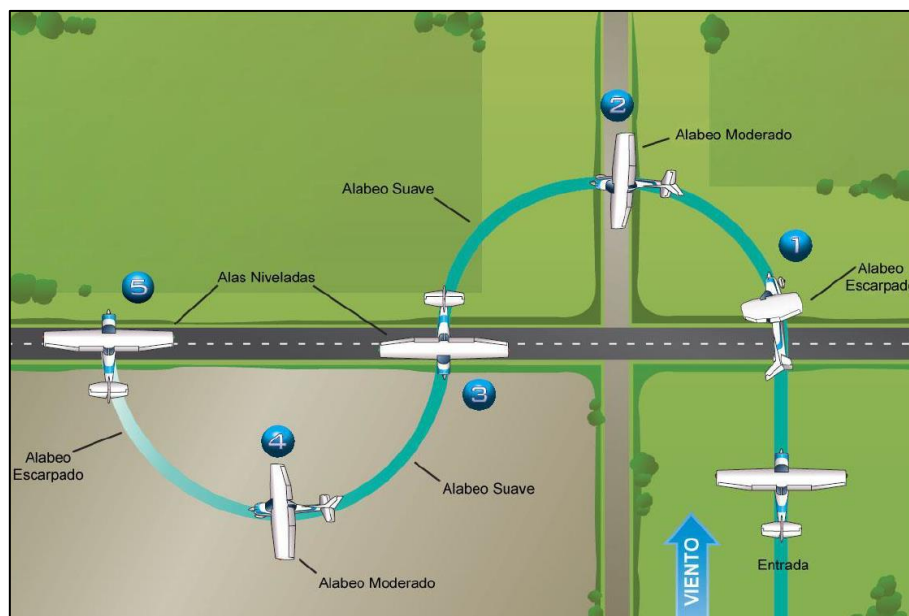 2
Alabeo Moderado
Alabeo Suave
1
Alabeo
Escarpado
5
Alas Niveladas
3
4
Alabeo
Escarpado
Alabeo Suave
Alabeo Moderado
VIENTO
Entrada